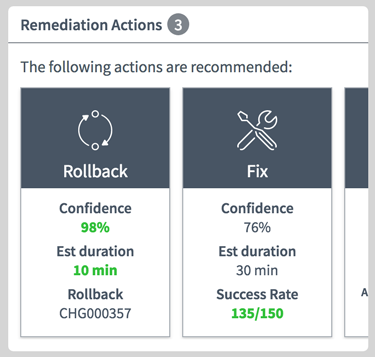 Remediation Actions 3
The following actions are recommended:
Rollback
Confidence
98%
Est duration
10 min
Rollback
CHG000357
Fix
Confidence
76%
Est duration
30 min
Success Rate
135/150